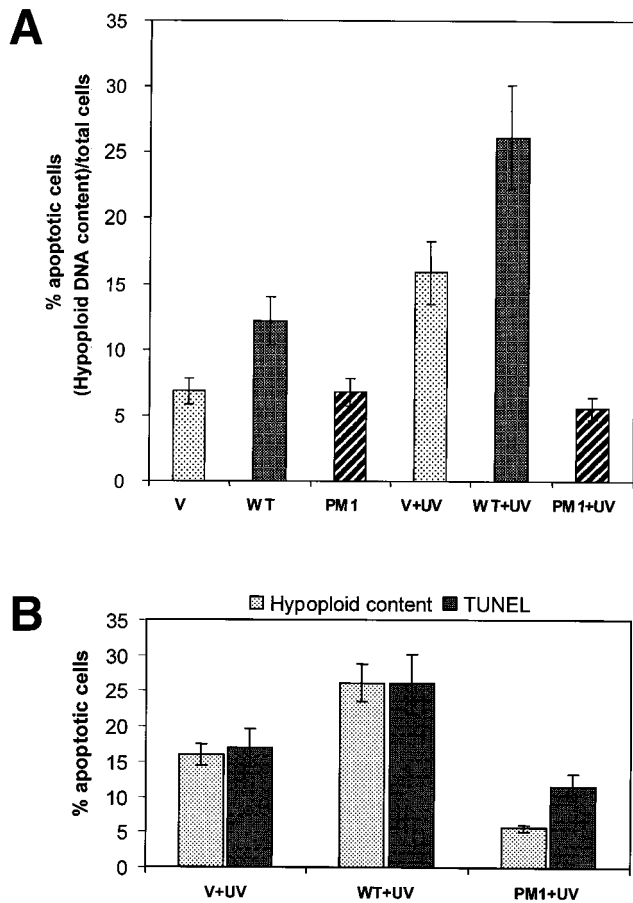 A
% apoptotic cells
(Hypoploid DNA content)/total cells
35
30
25
20
15
10
5
0
V WT PM1 V+UV WT+UV PM1+UV
B
Hypoploid content TUNEL
% apoptotic cells
35
30
25
20
15
10
5
0
V+UV WT+UV PM1+UV